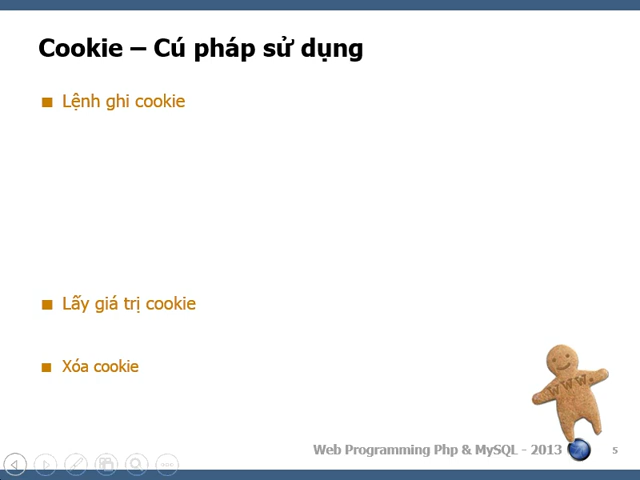 Cookie – Cú pháp sử dụng
Lệnh ghi cookie
Lấy giá trị cookie
Xóa cookie
WWW.
Web Programming Php & MySQL - 2013
5